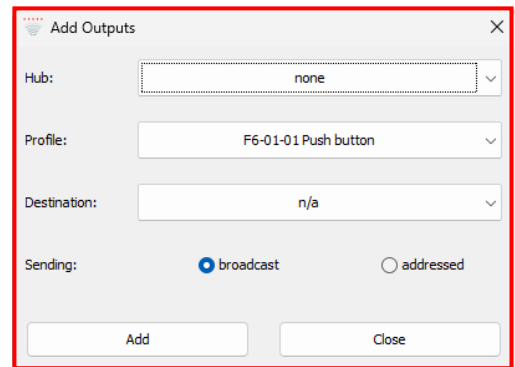 Add Outputs
Hub: none
Profile: F6-01-01 Push button
Destination: n/a
Sending: broadcast addressed
Add Close